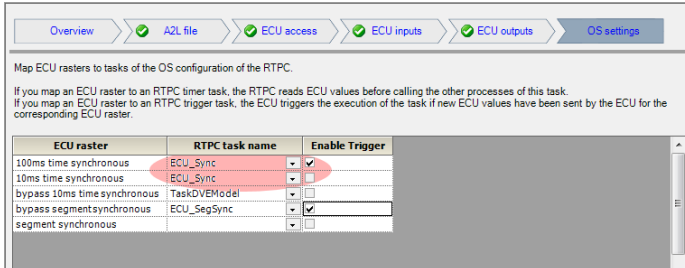 Overview A2L file ECU access ECU inputs ECU outputs OS settings
Map ECU rasters to tasks of the OS configuration of the RTPC.
If you map an ECU raster to an RTPC timer task, the RTPC reads ECU values before calling the other processes of this task.
If you map an ECU raster to an RTPC trigger task, the ECU triggers the execution of the task if new ECU values have been sent by the ECU for the
corresponding ECU raster.
ECU raster RTPC task name Enable Trigger
100ms time synchronous ECU_Sync
10ms time synchronous ECU_Sync
bypass 10ms time synchronous TaskDVEModel
bypass segmentsynchronous ECU_SegSync
segment synchronous